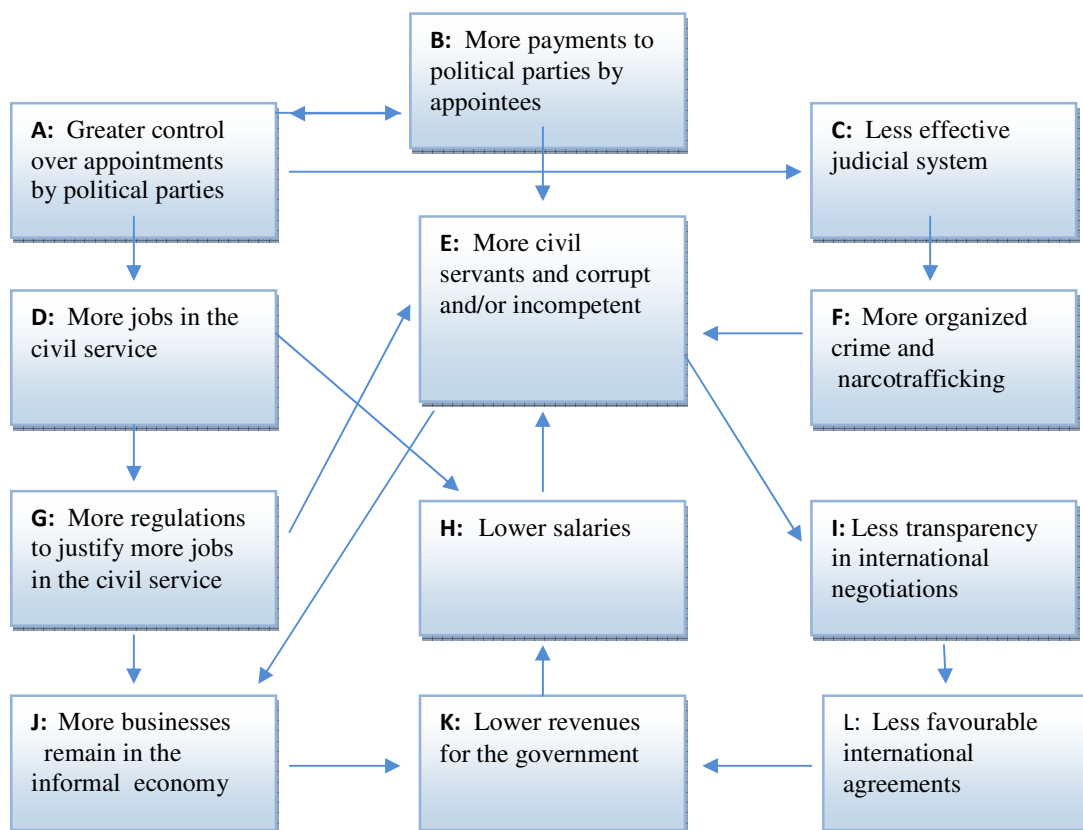 B: More payments to
political parties by
appointees
A: Greater control
over appointments
by political parties
C: Less effective
judicial system
E: More civil
servants and corrupt
and/or incompetent
D: More jobs in the
civil service
F: More organized
crime and
narcotrafficking
G: More regulations
to justify more jobs
in the civil service
H: Lower salaries
I: Less transparency
in international
negotiations
J: More businesses
remain in the
informal economy
K: Lower revenues
for the government
L: Less favourable
international
agreements